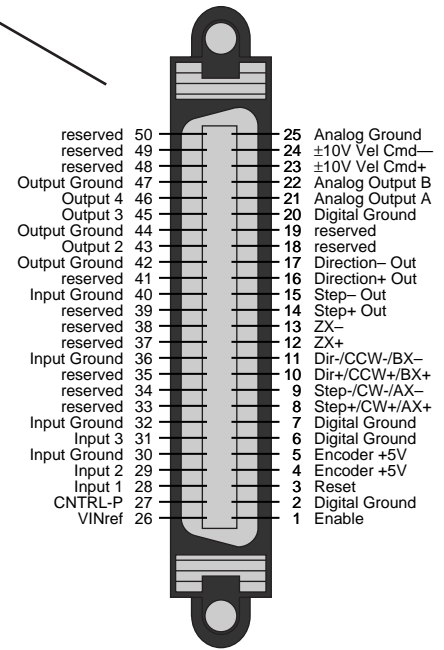 reserved 50 25 Analog Ground
reserved 49 24 ±10V Vel Cmd—
reserved 48 23 ±10V Vel Cmd+
Output Ground 47 22 Analog Output B
Output 4 46 21 Analog Output A
Output 3 45 20 Digital Ground
Output Ground 44 19 reserved
Output 2 43 18 reserved
Output Ground 42 17 Direction– Out
reserved 41 16 Direction+ Out
Input Ground 40 15 Step– Out
reserved 39 14 Step+ Out
reserved 38 13 ZX–
reserved 37 12 ZX+
Input Ground 36 11 Dir-/CCW-/BX–
reserved 35 10 Dir+/CCW+/BX+
reserved 34 9 Step-/CW-/AX–
reserved 33 8 Step+/CW+/AX+
Input Ground 32 7 Digital Ground
Input 3 31 6 Digital Ground
Input Ground 30 5 Encoder +5V
Input 2 29 4 Encoder +5V
Input 1 28 3 Reset
CNTRL-P 27 2 Digital Ground
VINref 26 1 Enable